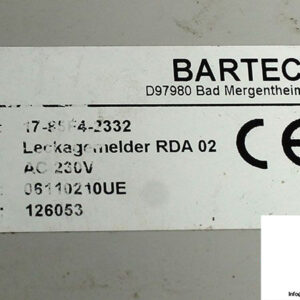 BARTEC
D97980 Bad Mergentheim
17-85F4-2332
Leckagemelder RDA 02
AC 230V
06110210UE
126053
CE